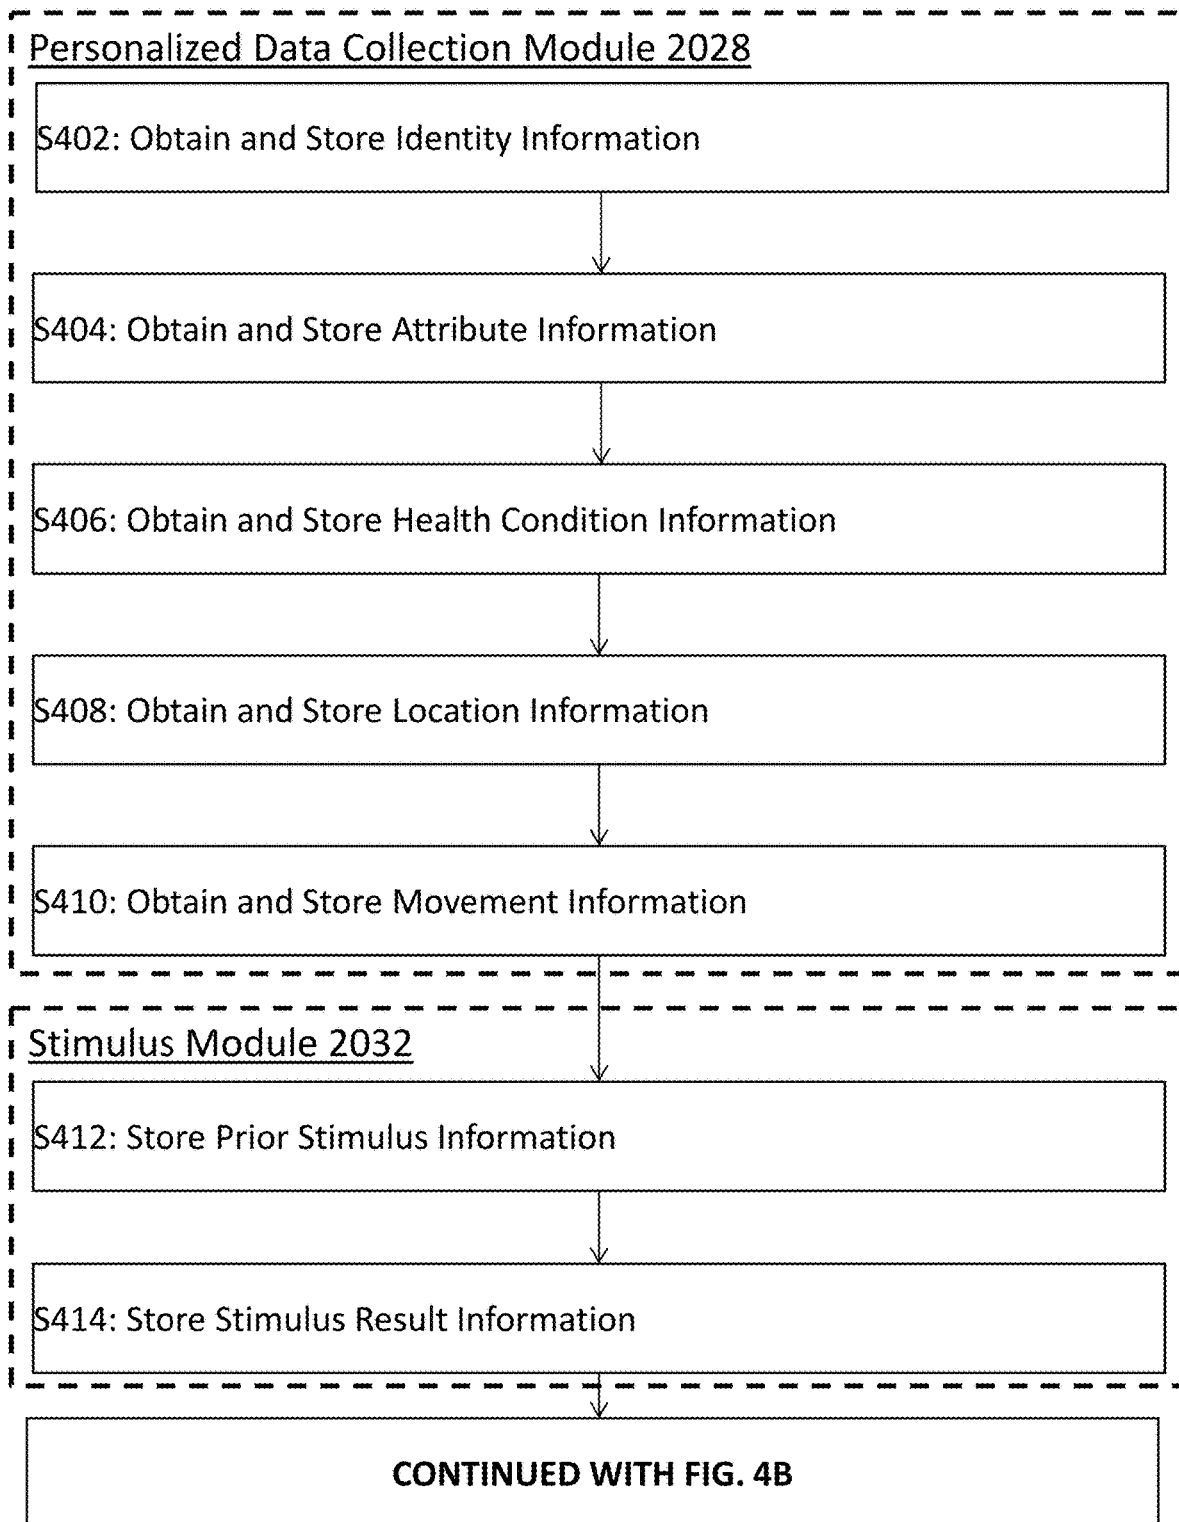 Personalized Data Collection Module 2028
S402: Obtain and Store Identity Information
S404: Obtain and Store Attribute Information
S406: Obtain and Store Health Condition Information
S408: Obtain and Store Location Information
S410: Obtain and Store Movement Information
Stimulus Module 2032
S412: Store Prior Stimulus Information
S414: Store Stimulus Result Information
CONTINUED WITH FIG. 4B